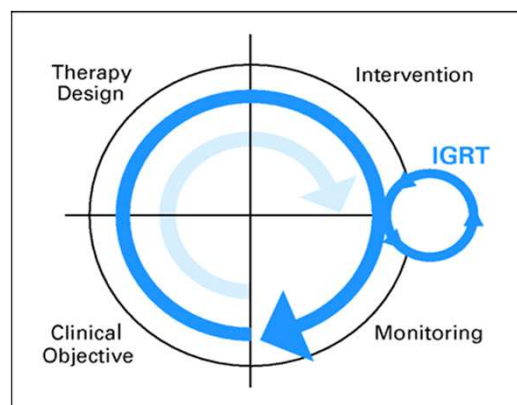 Therapy
Design
Intervention
IGRT
Clinical
Objective
Monitoring